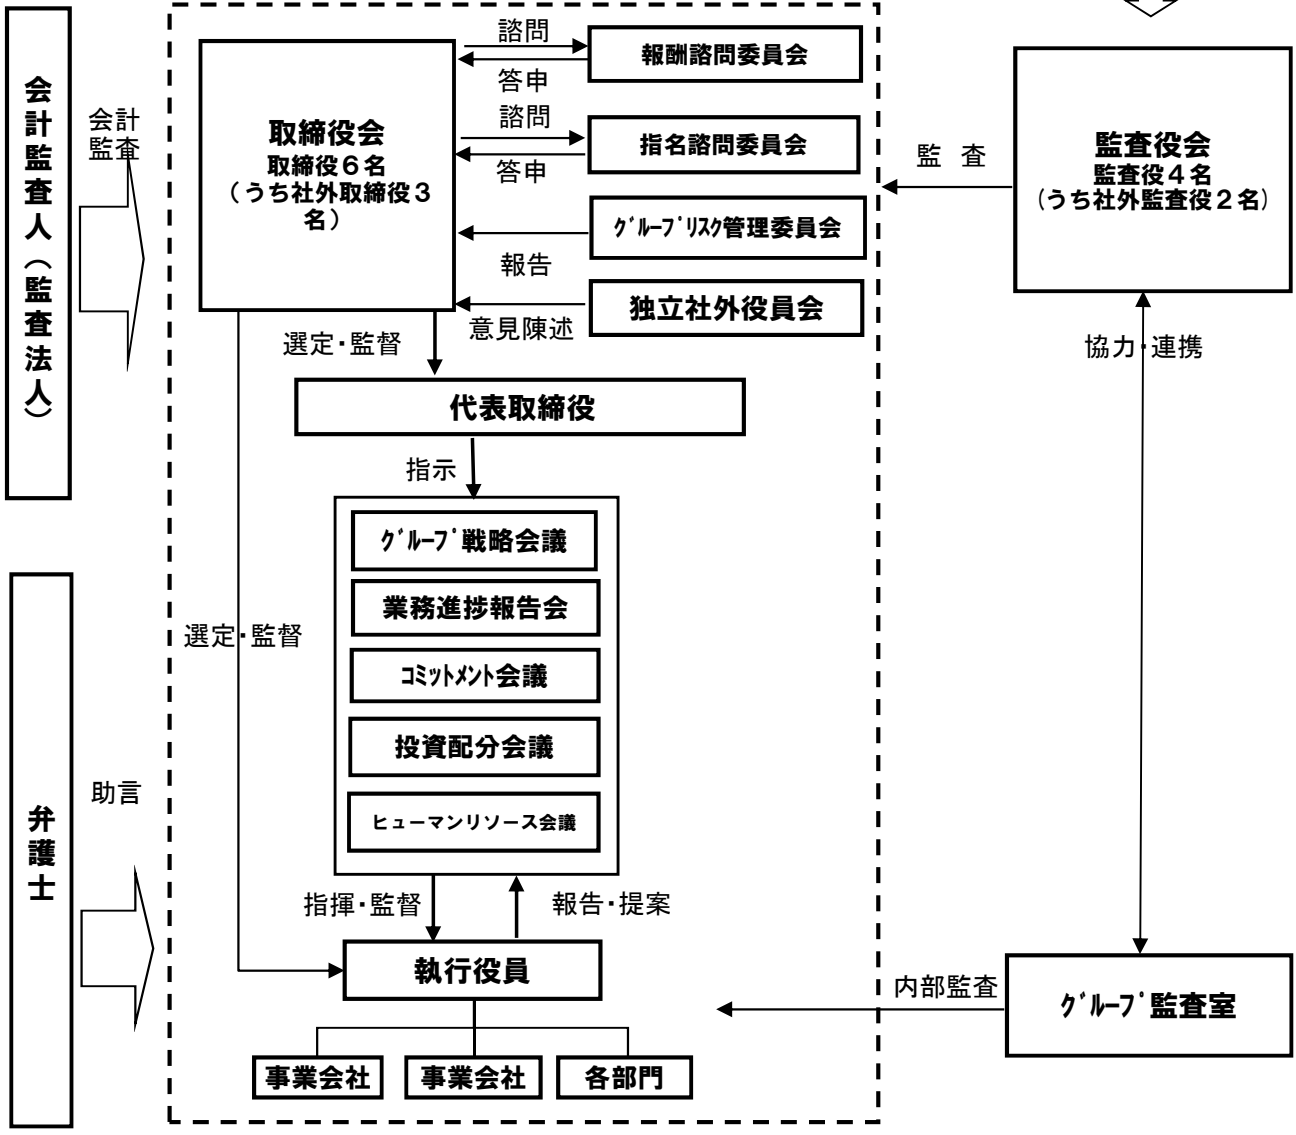 会計監査人（監査法人）
会計
監査
取締役会
取締役６名
（うち社外取締役３
名）
諮問
答申
報酬諮問委員会
諮問
答申
指名諮問委員会
ｸﾞﾙｰﾌﾟﾘｽｸ管理委員会
報告
独立社外役員会
意見陳述
監　査
監査役会
監査役４名
（うち社外監査役２名）
選定・監督
協力・連携
代表取締役
指示
ｸﾞﾙｰﾌﾟ戦略会議
業務進捗報告会
ｺﾐｯﾄﾒﾝﾄ会議
投資配分会議
ヒューマンリソース会議
選定・監督
弁護士
助言
指揮・監督
報告・提案
執行役員
内部監査
ｸﾞﾙｰﾌﾟ監査室
事業会社
事業会社
各部門